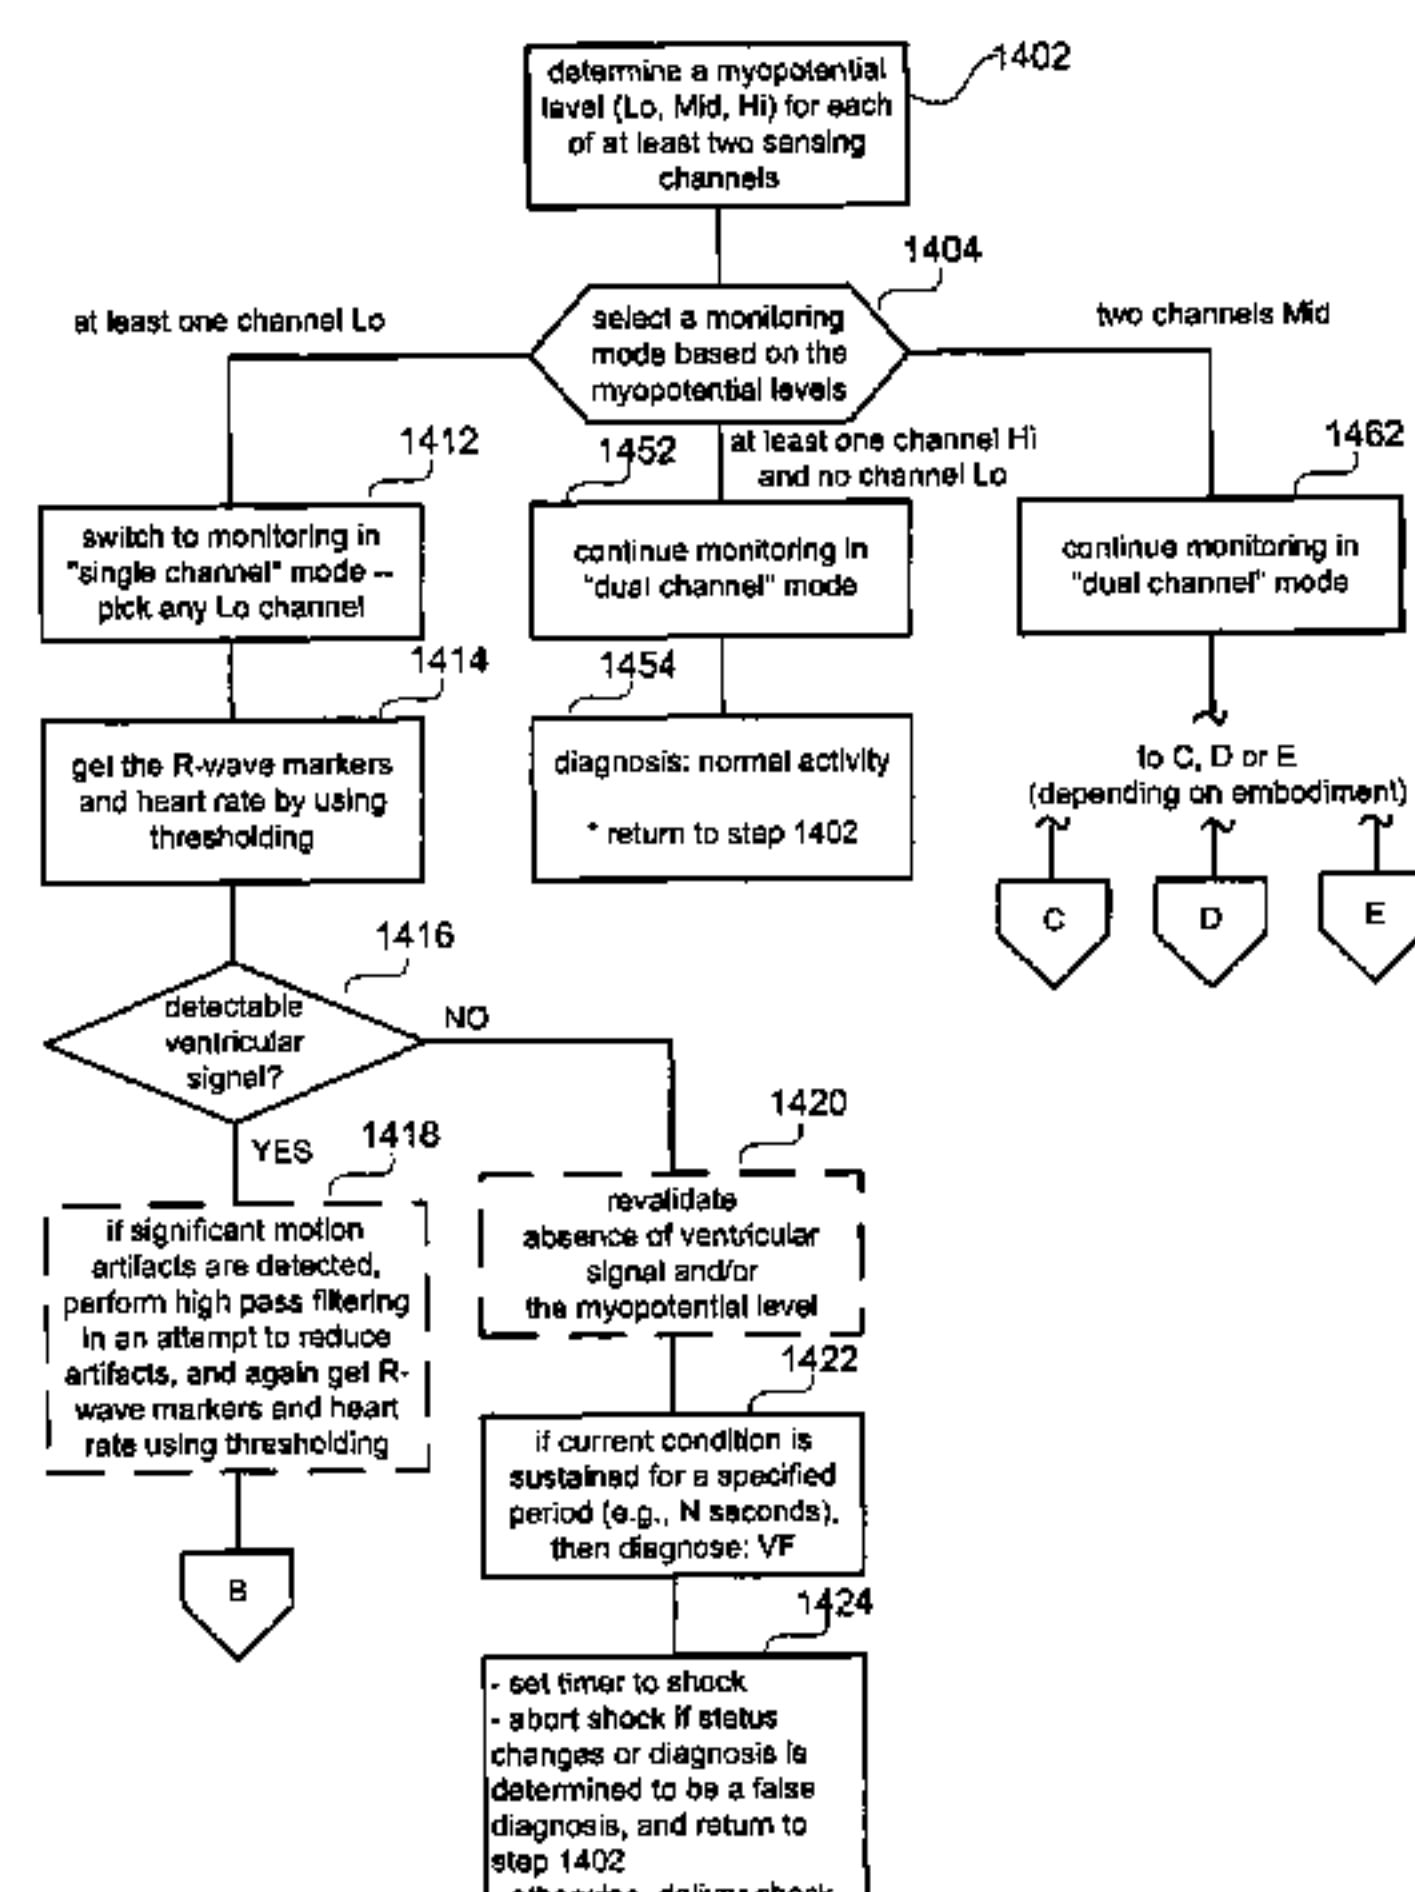 1402
determine a myopotential
level (Lo, Mid, Hi) for each
of at least two sensing
channels
1404
at least one channel Lo
select a monitoring
mode based on the
myopotential levels
two channels Mid
at least one channel Hi
and no channel Lo
1412
switch to monitoring in
"single channel" mode --
pick any Lo channel
1452
continue monitoring in
"dual channel" mode
1462
continue monitoring in
"dual channel" mode
1414
get the R-wave markers
and heart rate by using
thresholding
1454
diagnosis: normal activity
* return to step 1402
to C, D or E
(depending on embodiment)
C
D
E
1416
detectable
ventricular
signal?
NO
YES
1418
if significant motion
artifacts are detected,
perform high pass filtering
in an attempt to reduce
artifacts, and again get R-
wave markers and heart
rate using thresholding
B
1420
revalidate
absence of ventricular
signal and/or
the myopotential level
1422
if current condition is
sustained for a specified
period (e.g., N seconds),
then diagnose: VF
1424
- set timer to shock
- abort shock if status
changes or diagnosis is
determined to be a false
diagnosis, and return to
step 1402
otherwise, deliver shock